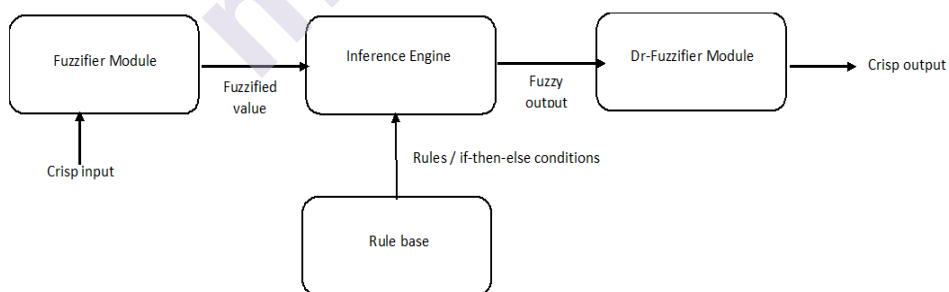 Fuzzifier Module
Inference Engine
Dr-Fuzzifier Module
Crisp output
Fuzzified
value
Fuzzy
output
Crisp input
Rules / if-then-else conditions
Rule base